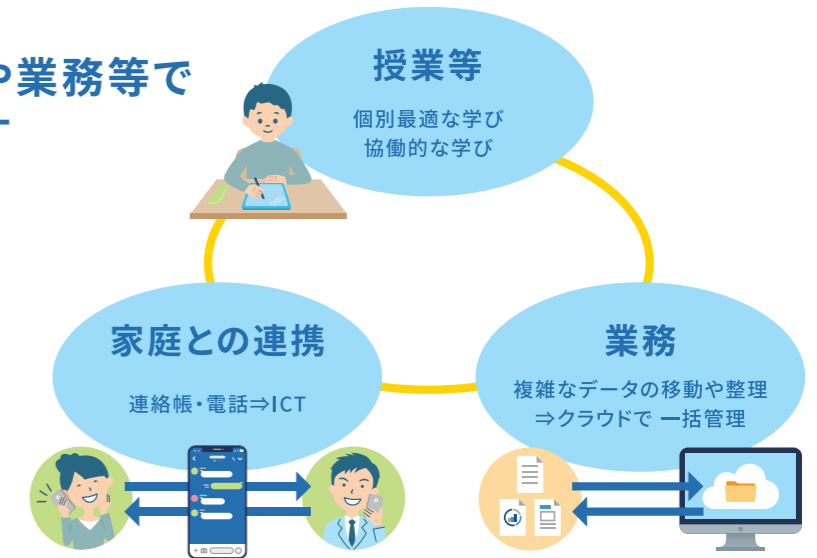 業務等で
授業等
個別最適な学び
協働的な学び
家庭との連携
連絡帳・電話⇒ICT
業務
複雑なデータの移動や整理
⇒クラウドで 一括管理